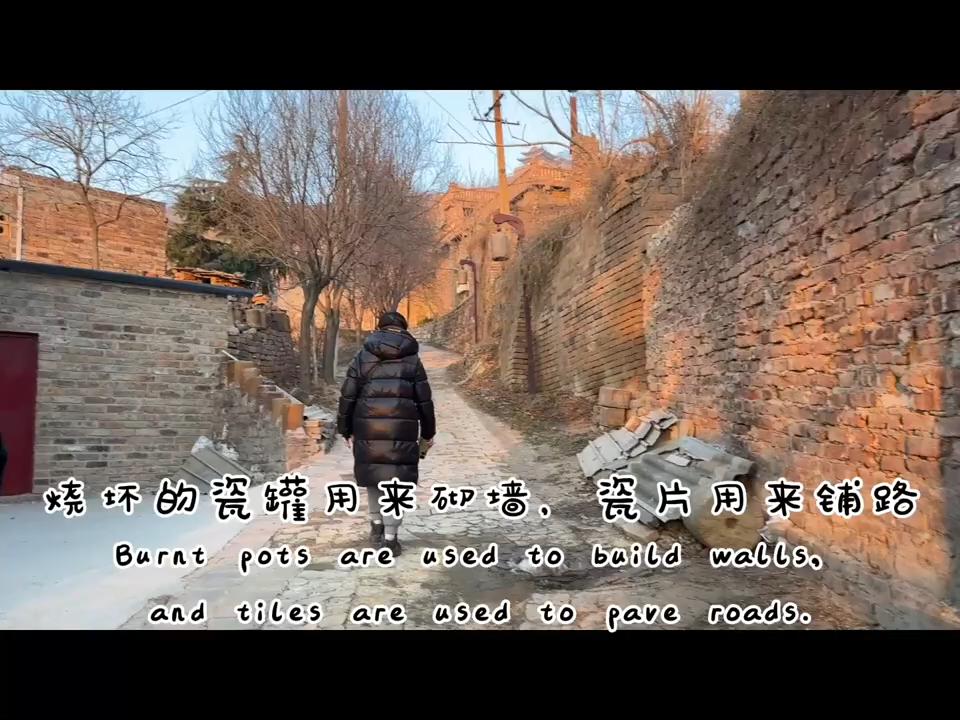 烧坏的瓷罐用来砌墙，瓷片用来铺路
Burnt pots are used to build walls,
and tiles are used to pave roads.